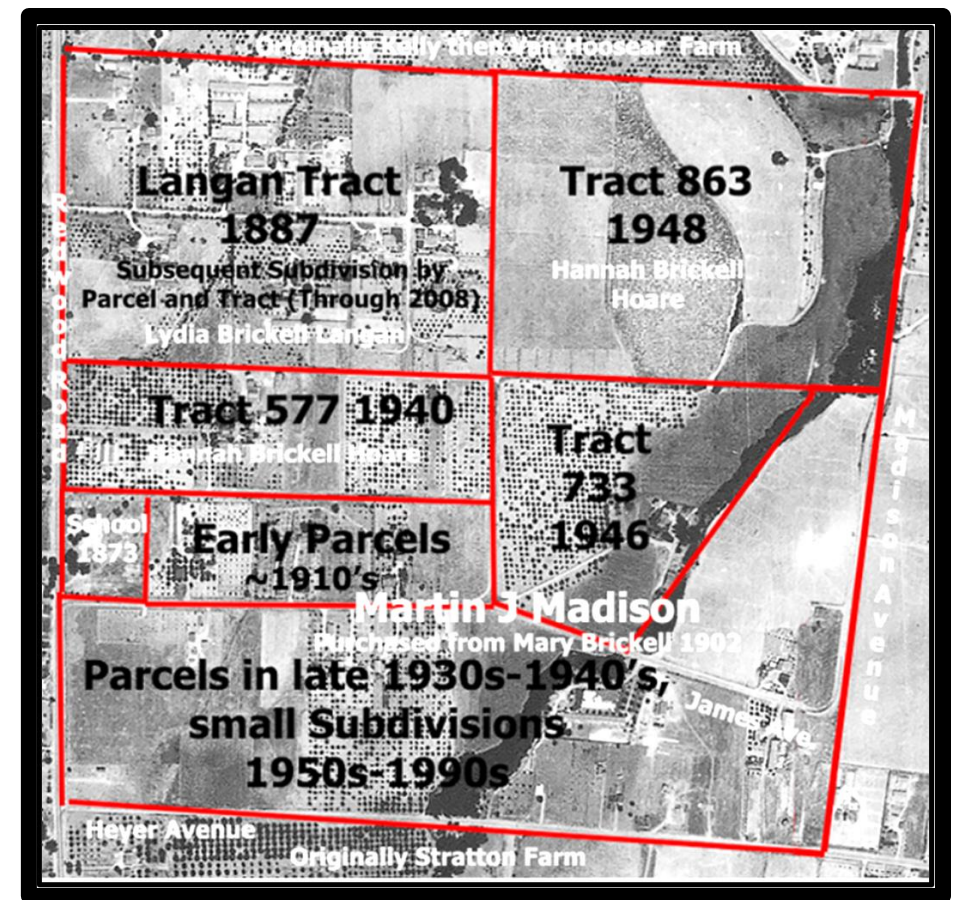 Originally Kelly then Van Hoosear Farm
Redwood Road
Langan Tract
1887
Subsequent Subdivision by
Parcel and Tract (Through 2008)
Lydia Brickell Langan
Tract 863
1948
Hannah Brickell
Hoare
Tract 577 1940
Hannah Brickell Hoare
Tract
733
1946
Madison Avenue
School
1873
Early Parcels
~1910's
Martin J Madison
Purchased from Mary Brickell 1902
Parcels in late 1930s-1940's,
small Subdivisions
1950s-1990s
James Ave.
Heyer Avenue
Originally Stratton Farm